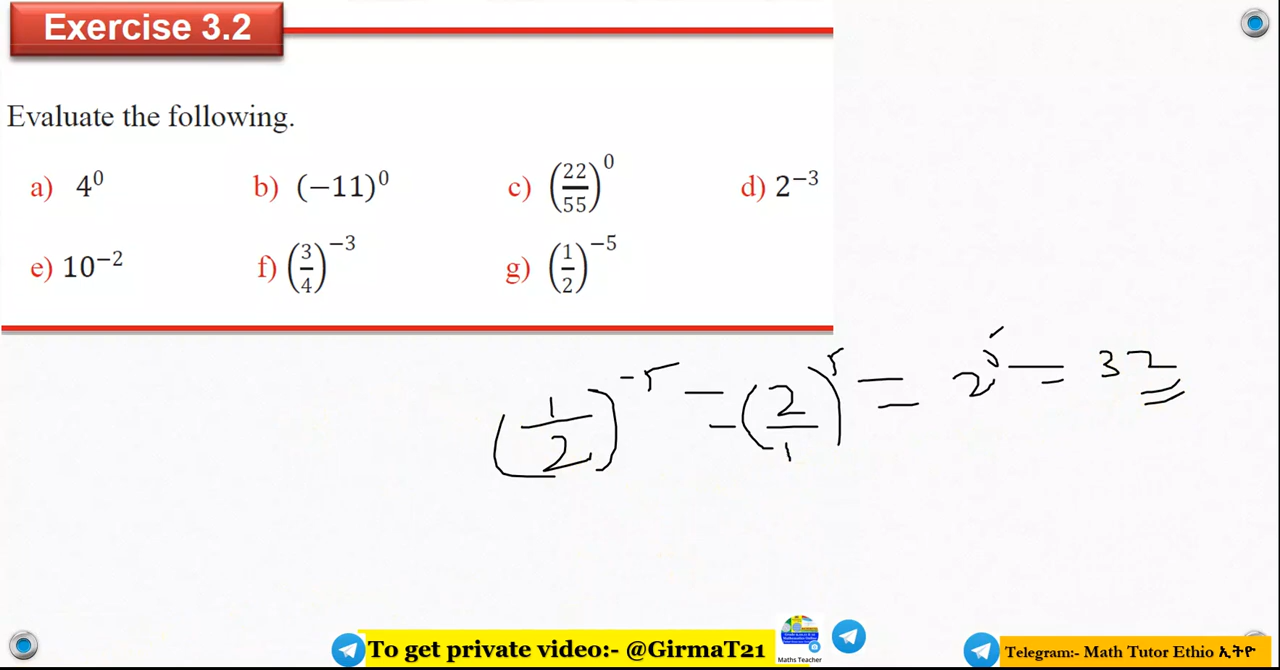 Exercise 3.2
Evaluate the following.
a) 4⁰ b) (−11)⁰ c) (22/55)⁰ d) 2⁻³
e) 10⁻² f) (3/4)⁻³ g) (1/2)⁻⁵
(1/2)⁻⁵ = (2/1)⁵ = 2⁵ = 32
To get private video:- @GirmaT21
Maths Teacher
Telegram:- Math Tutor Ethio ኢትዮ